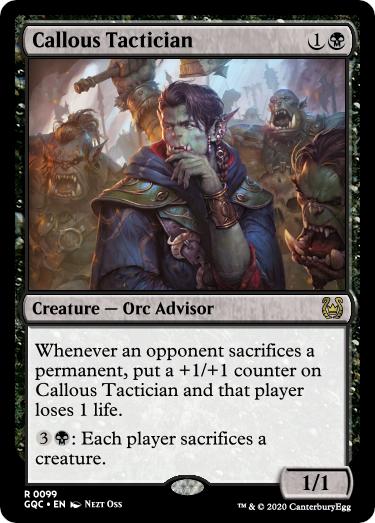 Callous Tactician 1
Creature — Orc Advisor
Whenever an opponent sacrifices a
permanent, put a +1/+1 counter on
Callous Tactician and that player
loses 1 life.
3 : Each player sacrifices a
creature.
1/1
R 0099
GQC • EN Nezt Oss
™ & © 2020 CanterburyEgg